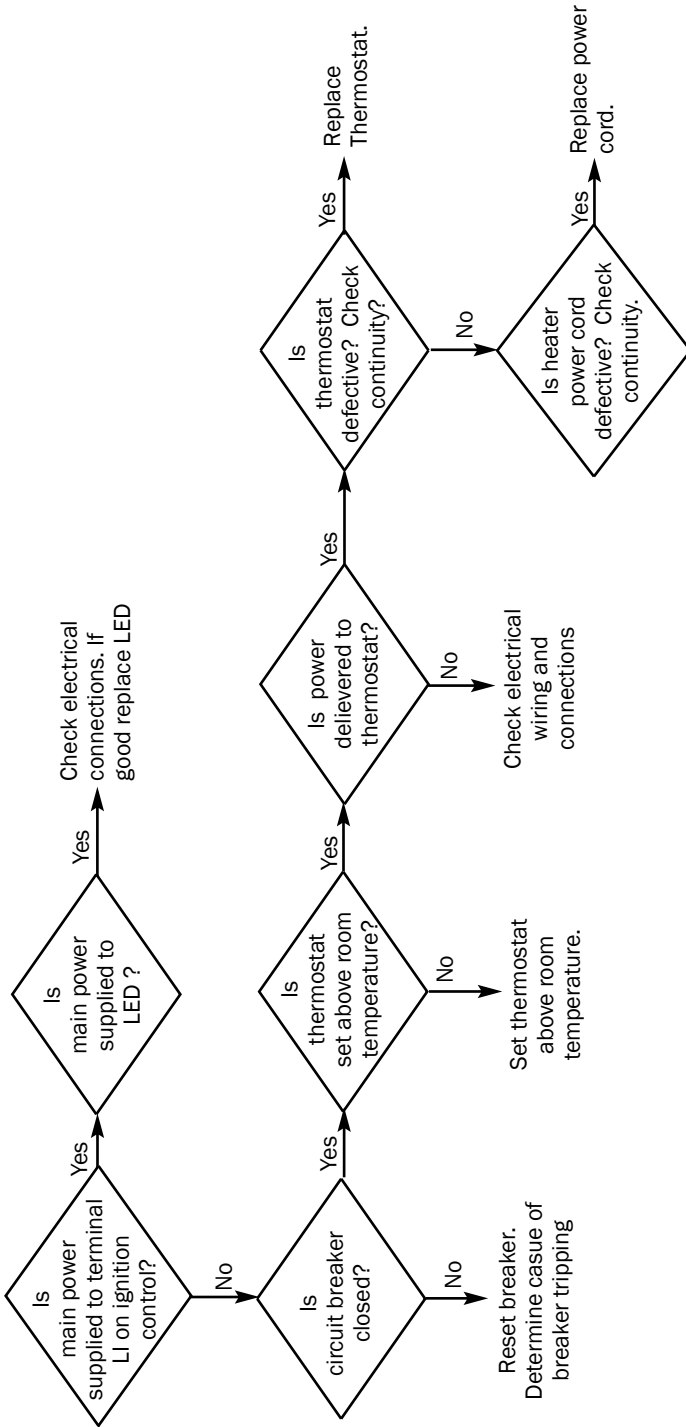 Is
main power
supplied to terminal
LI on ignition
control?
Yes
Is
main power
supplied to
LED ?
Yes
Check electrical
connections. If
good replace LED
No
Is
circuit breaker
closed?
Yes
Is
thermostat
set above room
temperature?
Yes
Is power
delievered to
thermostat?
Yes
Is
thermostat
defective? Check
continuity?
Yes
Replace
Thermostat.
No
Reset breaker.
Determine casue of
breaker tripping
No
Set thermostat
above room
temperature.
No
Check electrical
wiring and
connections
No
Is heater
power cord
defective? Check
continuity.
Yes
Replace power
cord.